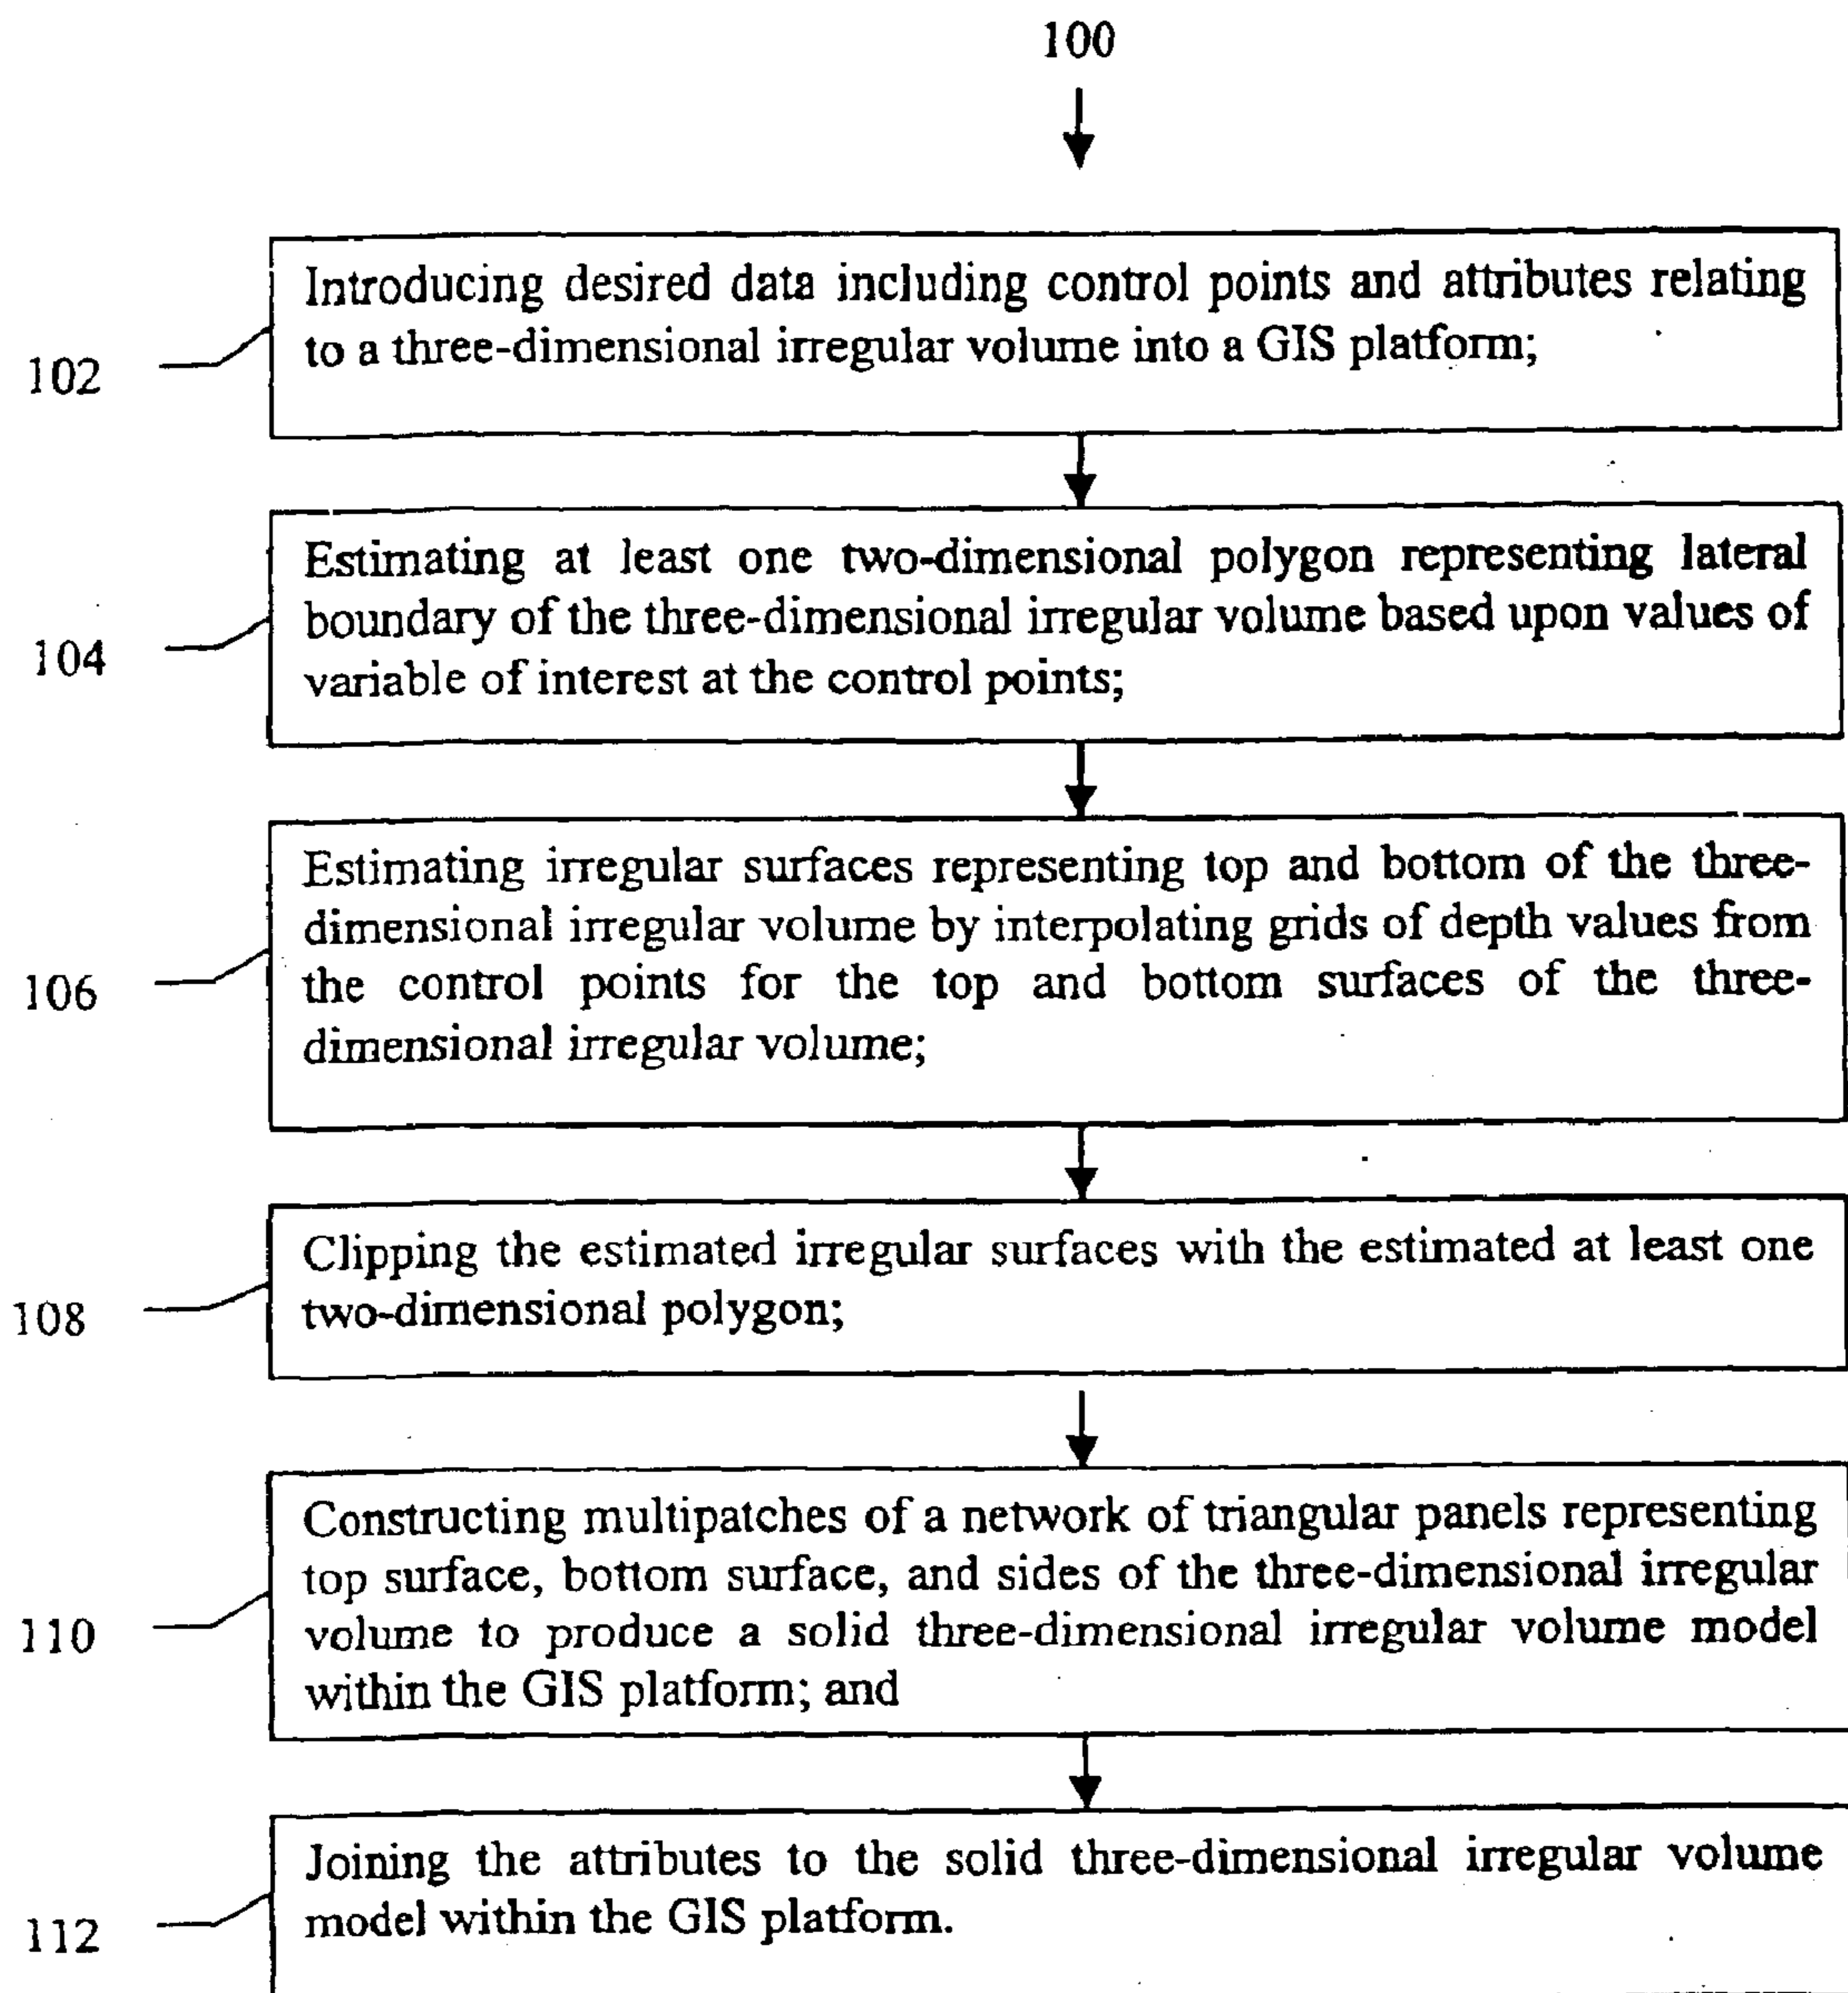 100
Introducing desired data including control points and attributes relating
to a three-dimensional irregular volume into a GIS platform;
102
Estimating at least one two-dimensional polygon representing lateral
boundary of the three-dimensional irregular volume based upon values of
variable of interest at the control points;
104
Estimating irregular surfaces representing top and bottom of the three-
dimensional irregular volume by interpolating grids of depth values from
the control points for the top and bottom surfaces of the three-
dimensional irregular volume;
106
Clipping the estimated irregular surfaces with the estimated at least one
two-dimensional polygon;
108
Constructing multipatches of a network of triangular panels representing
top surface, bottom surface, and sides of the three-dimensional irregular
volume to produce a solid three-dimensional irregular volume model
within the GIS platform; and
110
Joining the attributes to the solid three-dimensional irregular volume
model within the GIS platform.
112